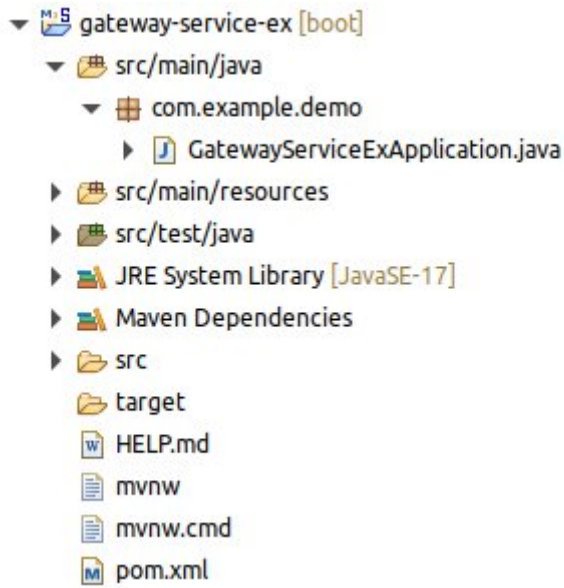 gateway-service-ex [boot]
src/main/java
com.example.demo
GatewayServiceExApplication.java
src/main/resources
src/test/java
JRE System Library [JavaSE-17]
Maven Dependencies
src
target
HELP.md
mvnw
mvnw.cmd
pom.xml